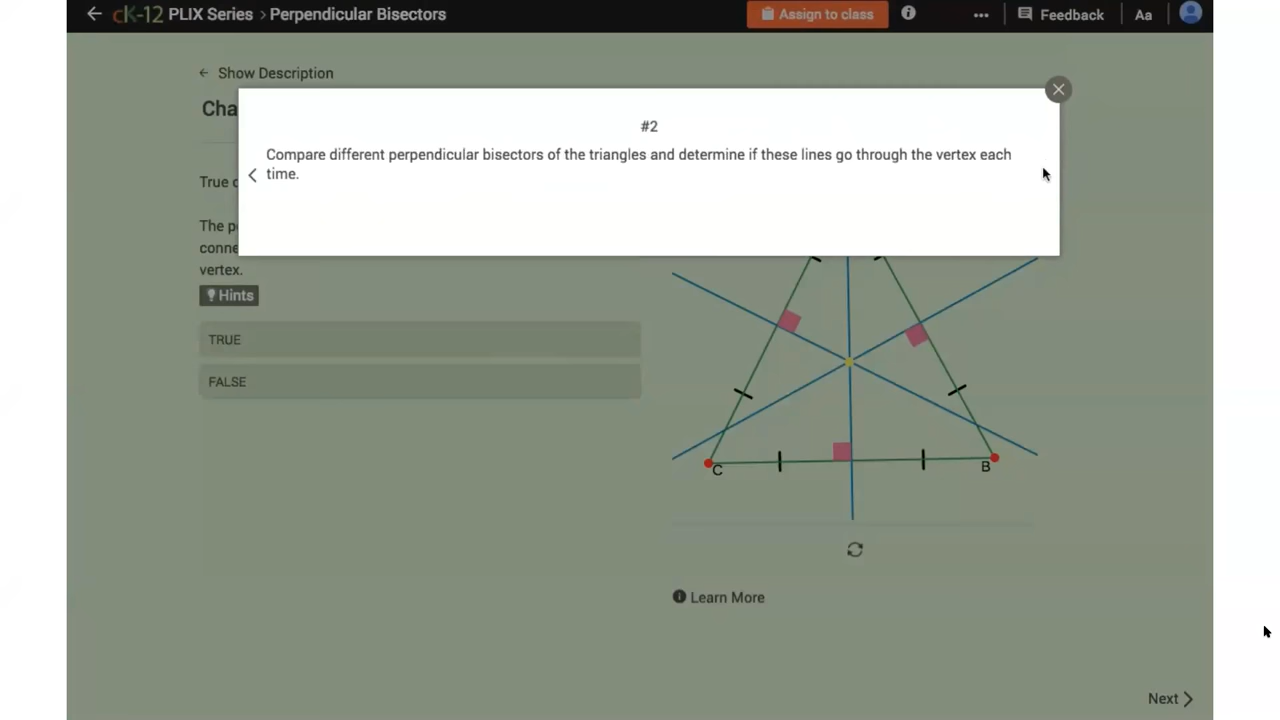 cK-12 PLIX Series > Perpendicular Bisectors
Assign to class
Feedback
Aa
Show Description
Cha
#2
Compare different perpendicular bisectors of the triangles and determine if these lines go through the vertex each
time.
True
The p
conne
vertex.
Hints
TRUE
FALSE
C
B
Learn More
Next